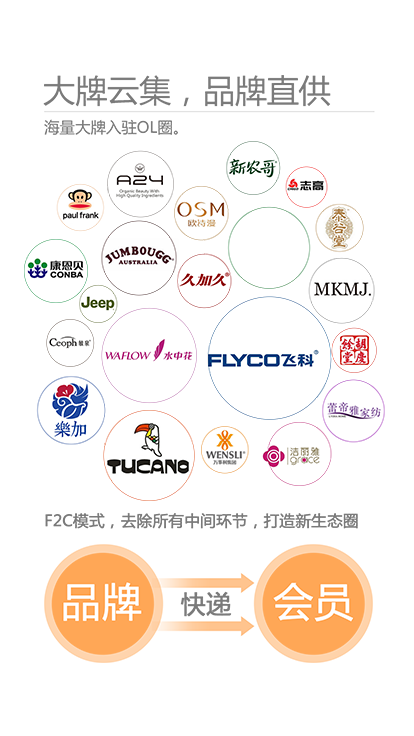 大牌云集，品牌直供
海量大牌入驻OL圈。
A24
Organic Beauty With
High Quality Ingredients
新农哥
CHIGO 志高
paul frank
OSM
欧诗漫
泰谷堂
康恩贝
CONBA
JUMBOUGG
AUSTRALIA
久加久
MKMJ.
Jeep
Ceoph
WAFLOW 水中花
FLYCO飞科
胡庆余堂
樂加
蕾帝雅家纺
TUCANO
WENSLI
万事利集团
洁丽雅
grace
F2C模式，去除所有中间环节，打造新生态圈
品牌
快递
会员